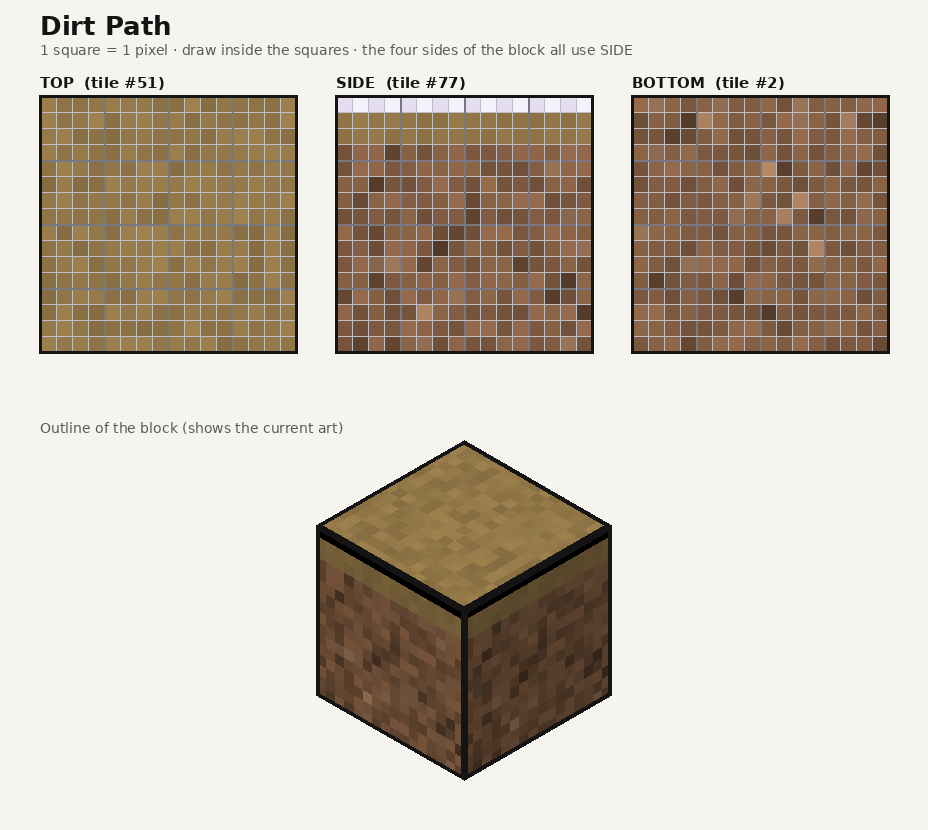 Dirt Path
1 square = 1 pixel · draw inside the squares · the four sides of the block all use SIDE
TOP (tile #51)
SIDE (tile #77)
BOTTOM (tile #2)
Outline of the block (shows the current art)